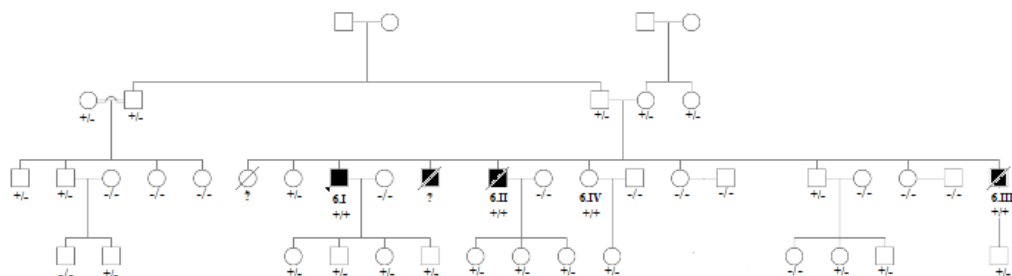 +/- +/- +/- +/- +/-
+/- +/- -/- -/- -/- ? +/- 6.I -/- ? 6.II -/- 6.IV -/- -/- -/- +/- -/- -/- -/- 6.III
+/+ +/+ +/+ +/+
-/- +/- +/- +/- +/- +/- +/- +/- +/- +/- -/- +/- +/- +/-